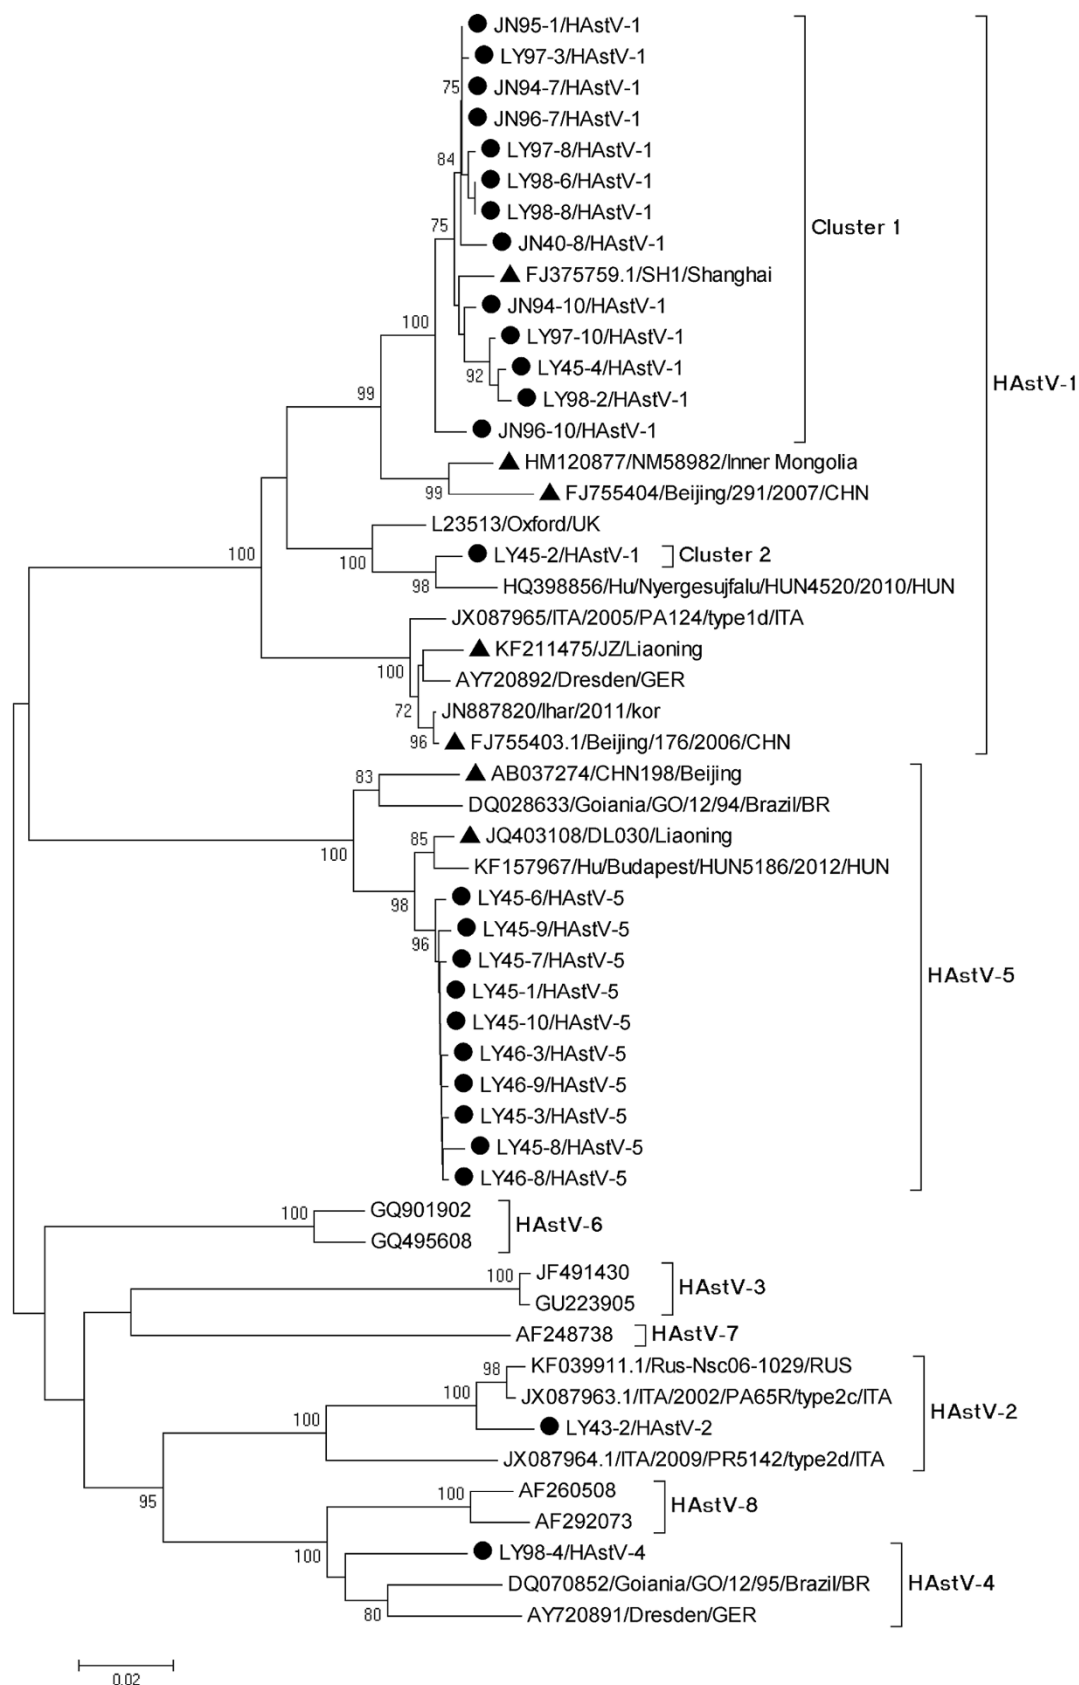 JN95-1/HAstV-1
LY97-3/HAstV-1
75
JN94-7/HAstV-1
JN96-7/HAstV-1
84
LY97-8/HAstV-1
LY98-6/HAstV-1
LY98-8/HAstV-1
75
Cluster 1
JN40-8/HAstV-1
FJ375759.1/SH1/Shanghai
JN94-10/HAstV-1
100
LY97-10/HAstV-1
LY45-4/HAstV-1
92
HAstV-1
99
LY98-2/HAstV-1
JN96-10/HAstV-1
HM120877/NM58982/Inner Mongolia
99
FJ755404/Beijing/291/2007/CHN
L23513/Oxford/UK
100
100
LY45-2/HAstV-1
Cluster 2
98
HQ398856/Hu/Nyergesujfalu/HUN4520/2010/HUN
JX087965/ITA/2005/PA124/type1d/ITA
KF211475/JZ/Liaoning
100
AY720892/Dresden/GER
72
JN887820/lhar/2011/kor
96
FJ755403.1/Beijing/176/2006/CHN
83
AB037274/CHN198/Beijing
DQ028633/Goiania/GO/12/94/Brazil/BR
85
JQ403108/DL030/Liaoning
100
KF157967/Hu/Budapest/HUN5186/2012/HUN
98
LY45-6/HAstV-5
LY45-9/HAstV-5
96
LY45-7/HAstV-5
HAstV-5
LY45-1/HAstV-5
LY45-10/HAstV-5
LY46-3/HAstV-5
LY46-9/HAstV-5
LY45-3/HAstV-5
LY45-8/HAstV-5
LY46-8/HAstV-5
100
GQ901902
HAstV-6
GQ495608
100
JF491430
HAstV-3
GU223905
AF248738
HAstV-7
98
KF039911.1/Rus-Nsc06-1029/RUS
100
JX087963.1/ITA/2002/PA65R/type2c/ITA
HAstV-2
100
LY43-2/HAstV-2
JX087964.1/ITA/2009/PR5142/type2d/ITA
95
100
AF260508
HAstV-8
AF292073
100
LY98-4/HAstV-4
DQ070852/Goiania/GO/12/95/Brazil/BR
HAstV-4
80
AY720891/Dresden/GER
0.02